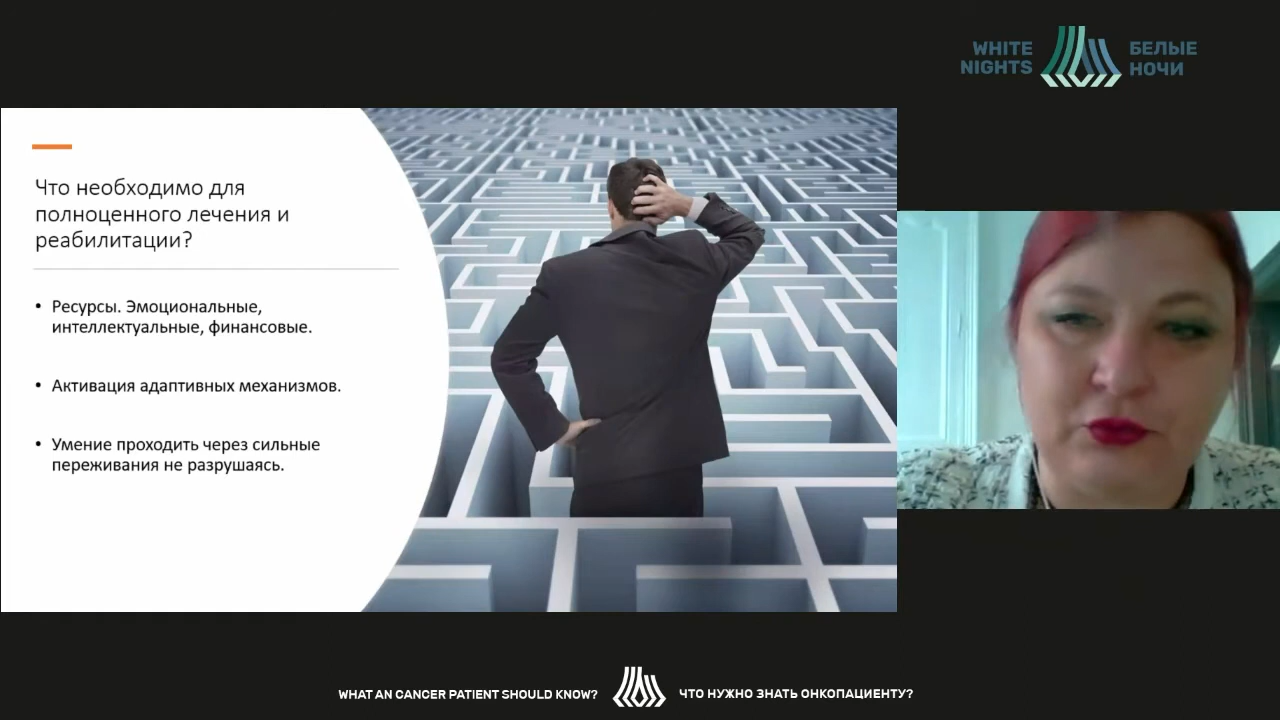 WHITE
NIGHTS
БЕЛЫЕ
НОЧИ
Что необходимо для
полноценного лечения и
реабилитации?
• Ресурсы. Эмоциональные,
интеллектуальные, финансовые.
• Активация адаптивных механизмов.
• Умение проходить через сильные
переживания не разрушаясь.
WHAT AN CANCER PATIENT SHOULD KNOW?
ЧТО НУЖНО ЗНАТЬ ОНКОПАЦИЕНТУ?